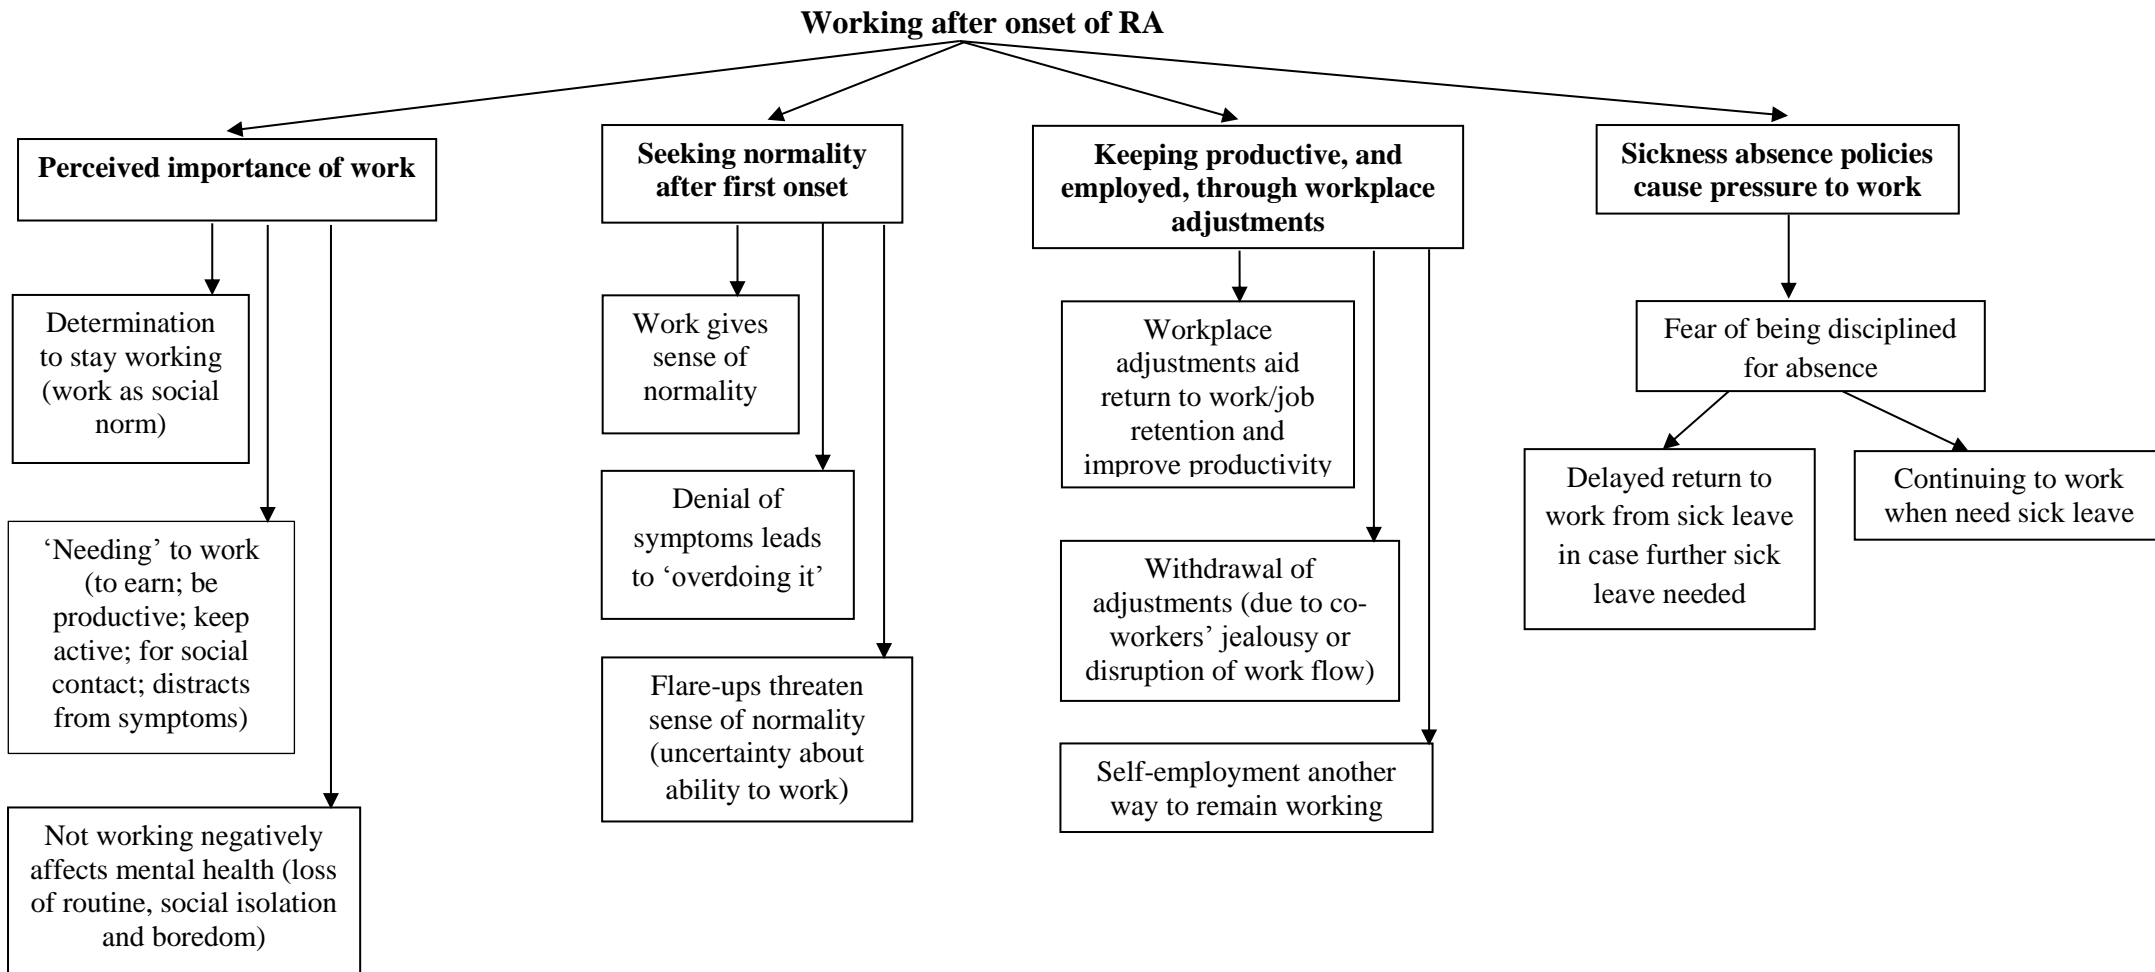 Working after onset of RA
Perceived importance of work
Determination
to stay working
(work as social
norm)
‘Needing’ to work
(to earn; be
productive; keep
active; for social
contact; distracts
from symptoms)
Not working negatively
affects mental health (loss
of routine, social isolation
and boredom)
Seeking normality
after first onset
Work gives
sense of
normality
Denial of
symptoms leads
to ‘overdoing it’
Flare-ups threaten
sense of normality
(uncertainty about
ability to work)
Keeping productive, and
employed, through workplace
adjustments
Workplace
adjustments aid
return to work/job
retention and
improve productivity
Withdrawal of
adjustments (due to co-
workers’ jealousy or
disruption of work flow)
Self-employment another
way to remain working
Sickness absence policies
cause pressure to work
Fear of being disciplined
for absence
Delayed return to
work from sick leave
in case further sick
leave needed
Continuing to work
when need sick leave